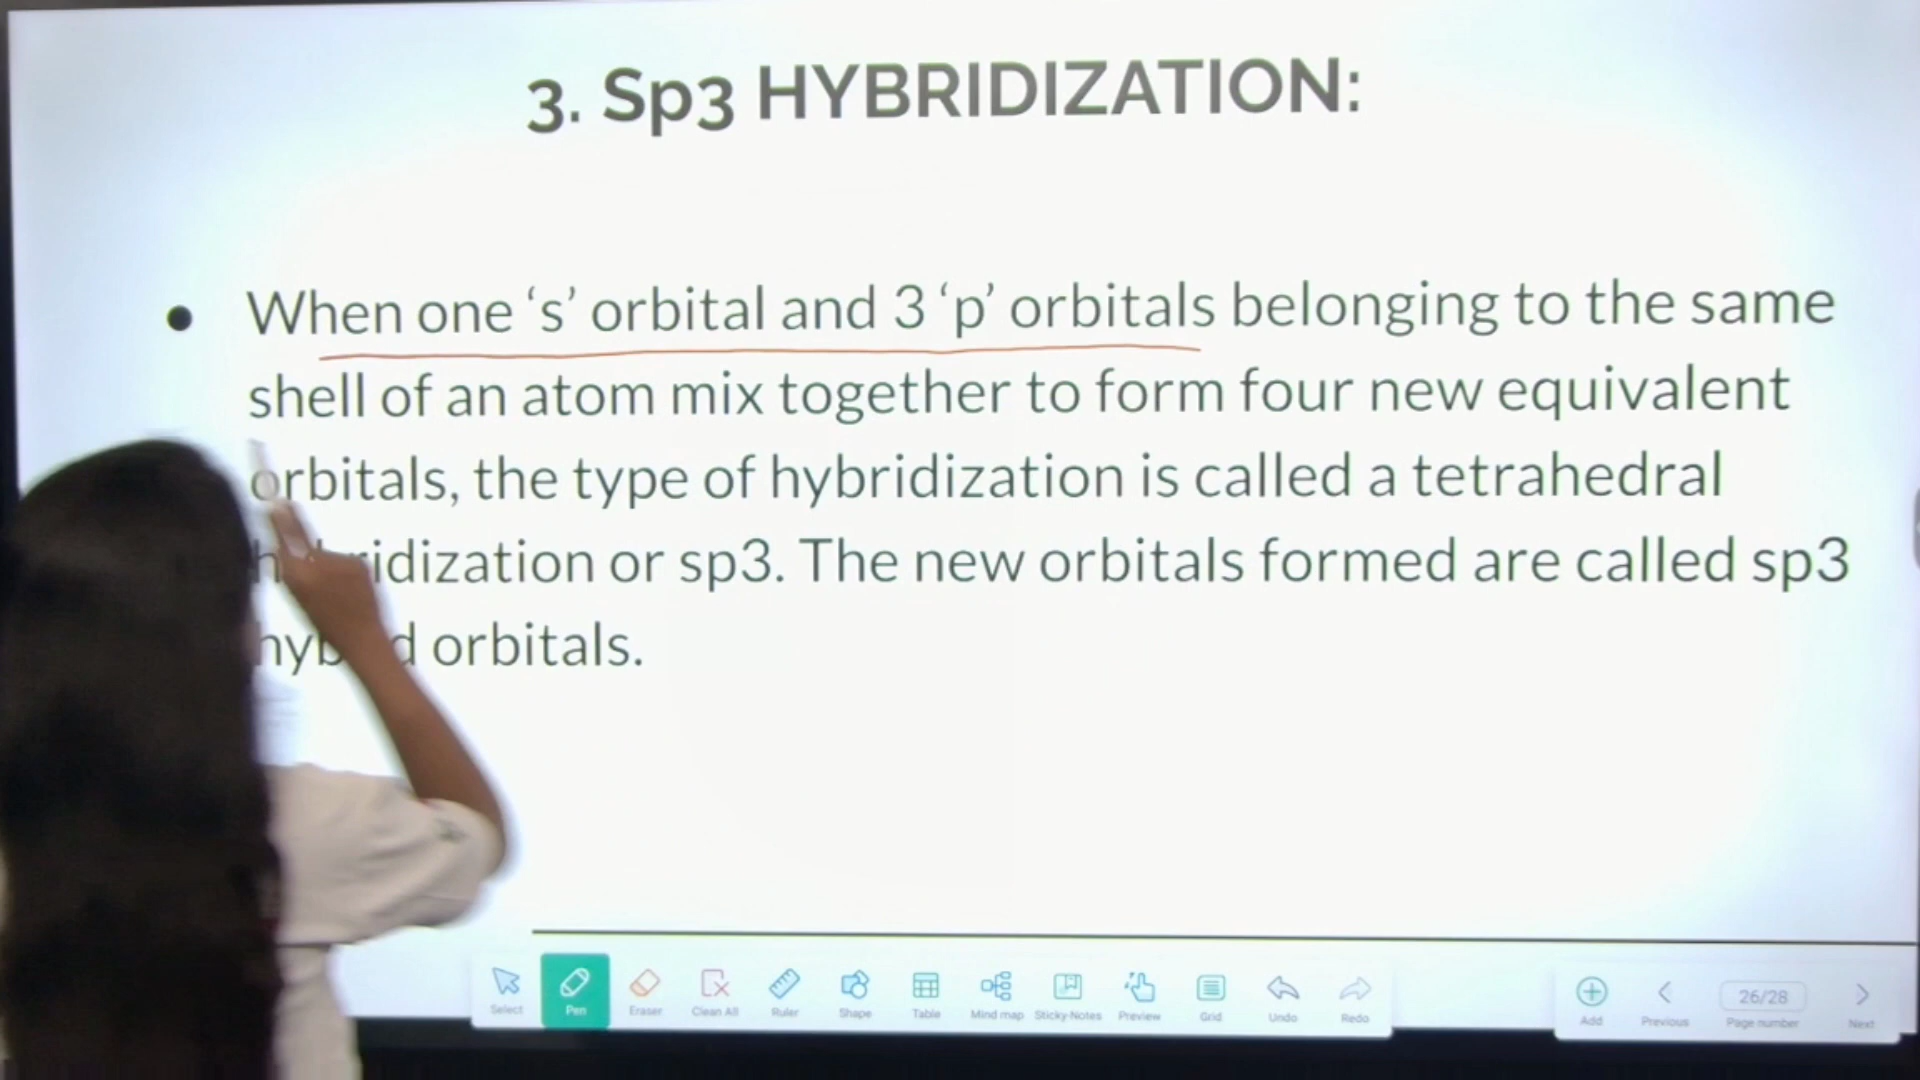 3. Sp3 HYBRIDIZATION:
• When one ‘s’ orbital and 3 ‘p’ orbitals belonging to the same
shell of an atom mix together to form four new equivalent
orbitals, the type of hybridization is called a tetrahedral
or sp3. The new orbitals formed are called sp3
orbitals.
Select Pen Eraser Clean All Ruler Shape Table Mind map Sticky-Notes Preview Grid Undo Redo
26/28
Add Previous Page number Next